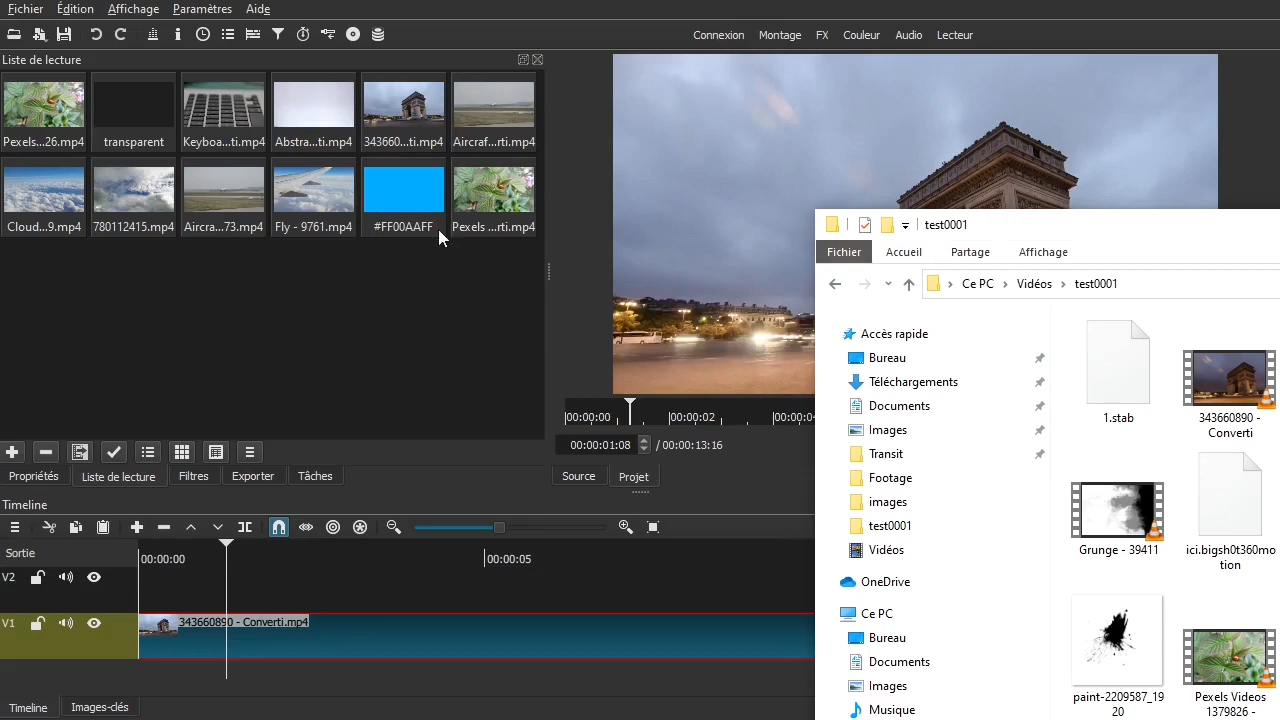 Fichier Édition Affichage Paramètres Aide
Connexion Montage FX Couleur Audio Lecteur
Liste de lecture
Pexels...26.mp4 transparent Keyboa...ti.mp4 Abstra...ti.mp4 343660...ti.mp4 Aircraf...rti.mp4
Cloud...9.mp4 780112415.mp4 Aircra...73.mp4 Fly - 9761.mp4 #FF00AAFF Pexels ...rti.mp4
00:00:00 00:00:02 00:00:04
00:00:01:08 / 00:00:13:16
Propriétés Liste de lecture Filtres Exporter Tâches
Source Projet
Timeline
Sortie
00:00:00 00:00:05
V2
V1
343660890 - Converti.mp4
Timeline Images-clés
test0001
Fichier Accueil Partage Affichage
Ce PC Vidéos test0001
Accès rapide
Bureau
Téléchargements
Documents
Images
Transit
Footage
images
test0001
Vidéos
OneDrive
Ce PC
Bureau
Documents
Images
Musique
1.stab
343660890 -
Converti
Grunge - 39411
ici.bigsh0t360mo
tion
paint-2209587_19
20
Pexels Videos
1379826 -